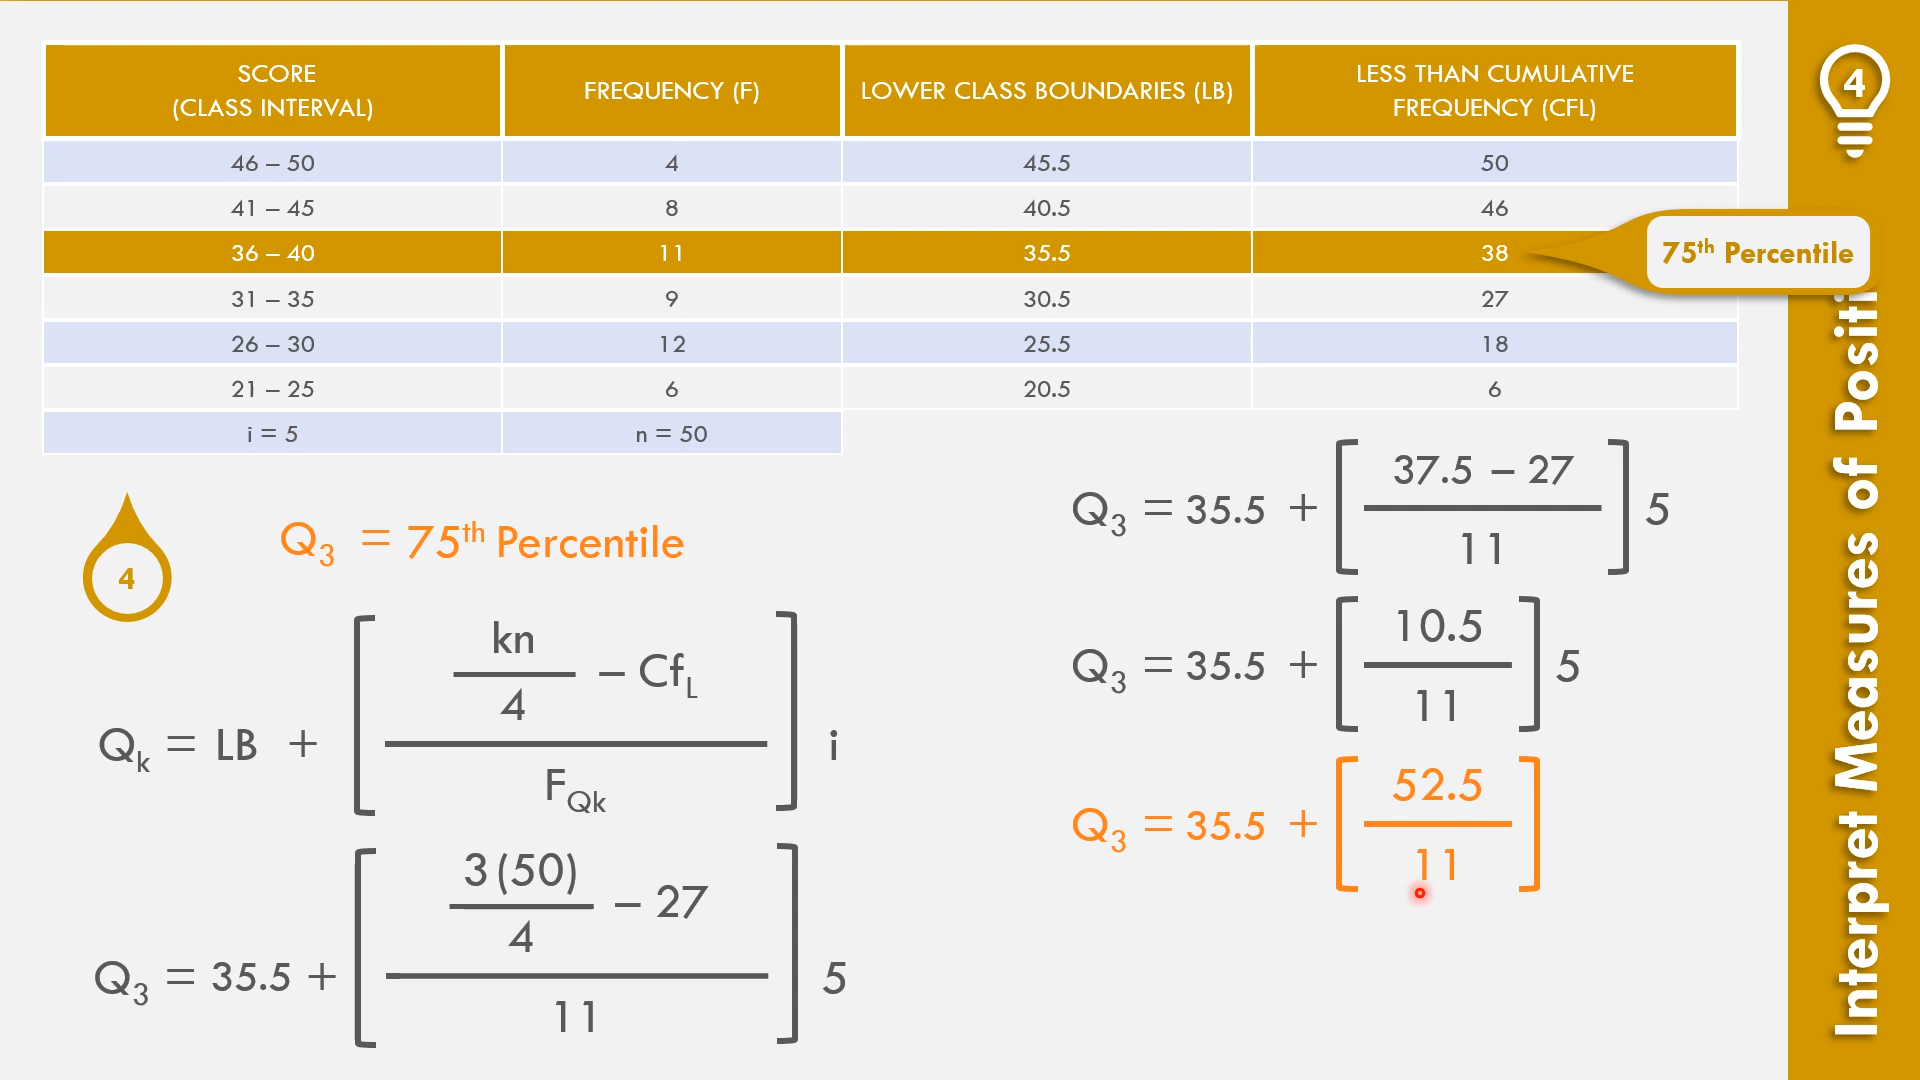 SCORE
(CLASS INTERVAL)
FREQUENCY (F)
LOWER CLASS BOUNDARIES (LB)
LESS THAN CUMULATIVE
FREQUENCY (CFL)
46 – 50 4 45.5 50
41 – 45 8 40.5 46
36 – 40 11 35.5 38
31 – 35 9 30.5 27
26 – 30 12 25.5 18
21 – 25 6 20.5 6
i = 5 n = 50
4
75th Percentile
Interpret Measures of Positi
4
Q3 = 75th Percentile
kn
4
– CfL
Qk = LB + [ ] i
FQk
3(50)
4
– 27
Q3 = 35.5 + [ ] 5
11
37.5 – 27
Q3 = 35.5 + [ ] 5
11
10.5
Q3 = 35.5 + [ ] 5
11
52.5
Q3 = 35.5 + [ ]
11